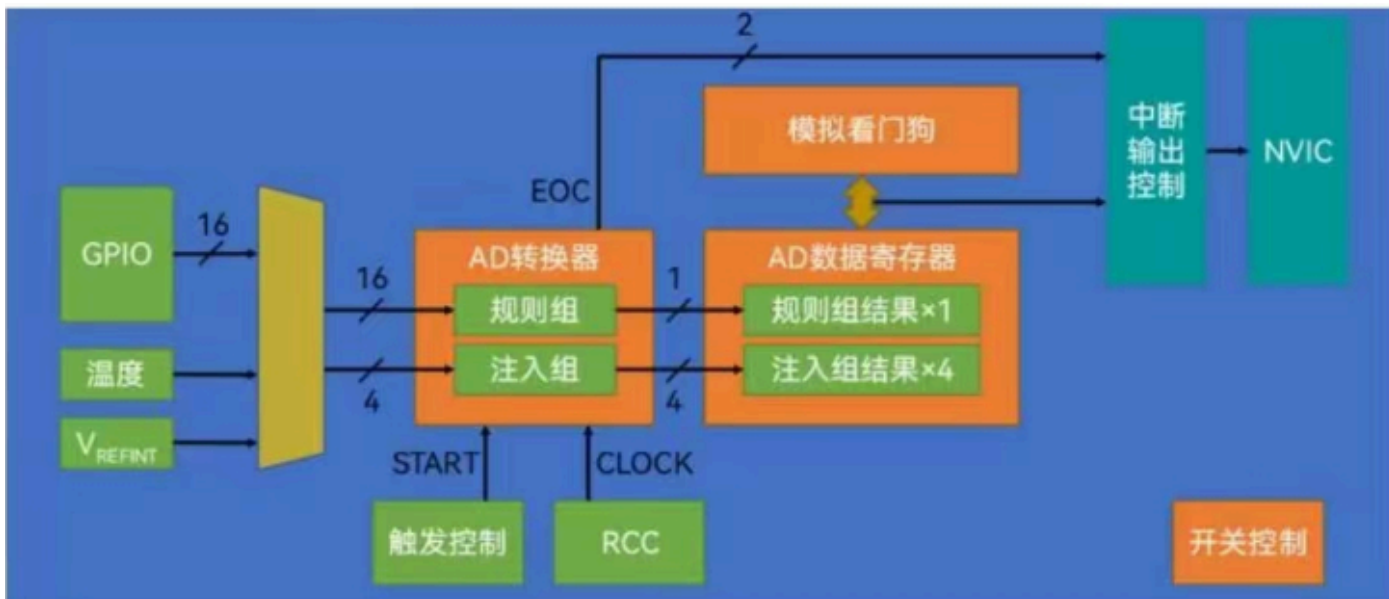 2
模拟看门狗
中断
输出
控制
NVIC
EOC
GPIO
16
AD转换器
AD数据寄存器
16
规则组
1
规则组结果×1
温度
4
注入组
4
注入组结果×4
VREFINT
START
CLOCK
触发控制
RCC
开关控制